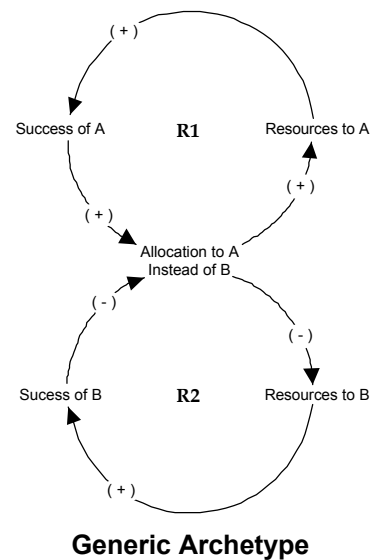 ( + )
Success of A
R1
Resources to A
( + )
( + )
Allocation to A
Instead of B
( - )
( - )
Sucess of B
R2
Resources to B
( + )
Generic Archetype